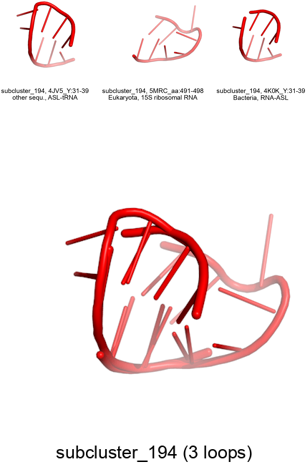 subcluster_194, 4JV5_Y:31-39
other sequ., ASL-tRNA
subcluster_194, 5MRC_aa:491-498
Eukaryota, 15S ribosomal RNA
subcluster_194, 4K0K_Y:31-39
Bacteria, RNA-ASL
subcluster_194 (3 loops)